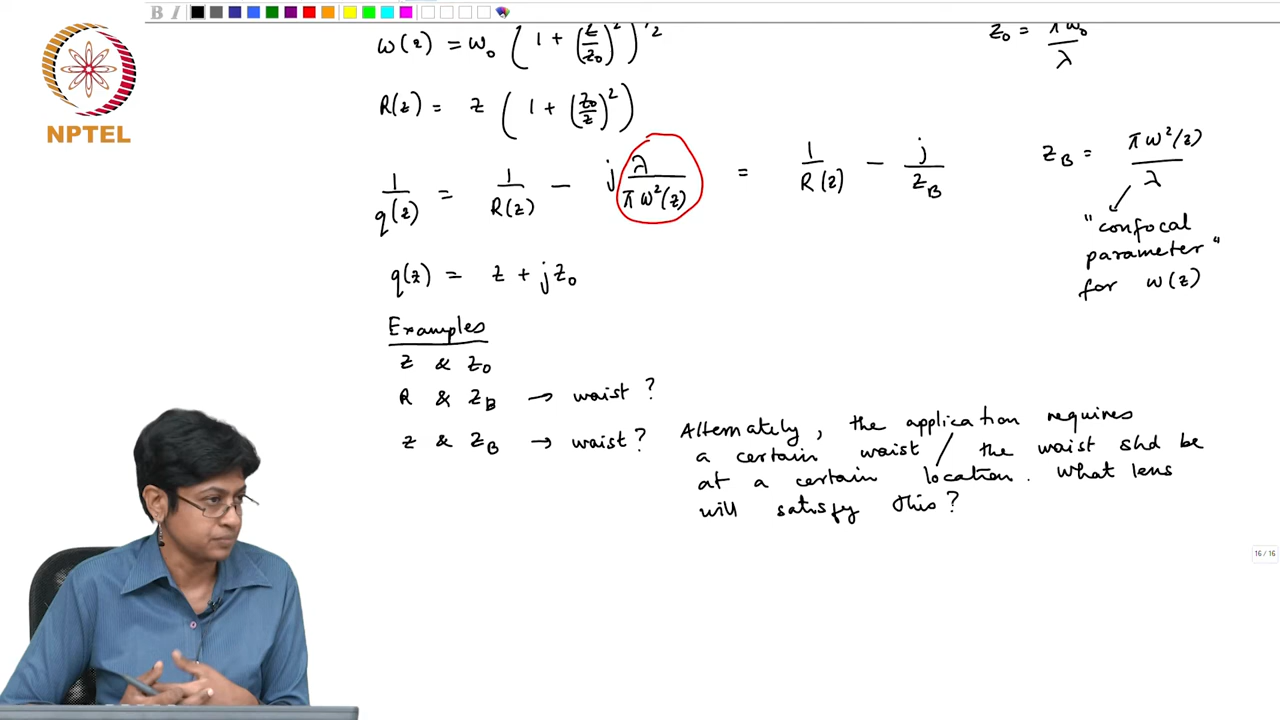 B I
NPTEL
w(z) = w₀ (1 + (z/z₀)²)^1/2
z₀ = πw₀/λ
R(z) = z (1 + (z₀/z)²)
1/q(z) = 1/R(z) - j λ/πw²(z) = 1/R(z) - j/z_B
z_B = πw²(z)/λ
"confocal
parameter"
for w(z)
q(z) = z + jz₀
Examples
z & z₀
R & z_B → waist?
z & z_B → waist?
Alternately, the application requires
a certain waist / the waist shd be
at a certain location. What lens
will satisfy this?
16 / 16